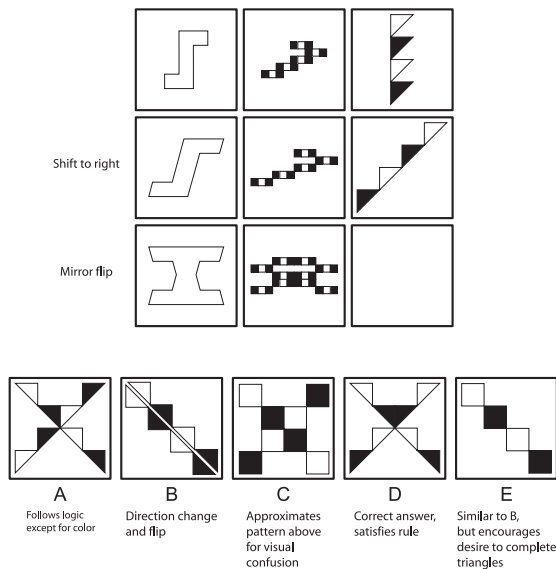 Shift to right
Mirror flip
A
B
C
D
E
Follows logic
except for color
Direction change
and flip
Approximates
pattern above
for visual
confusion
Correct answer,
satisfies rule
Similar to B,
but encourages
desire to complete
triangles